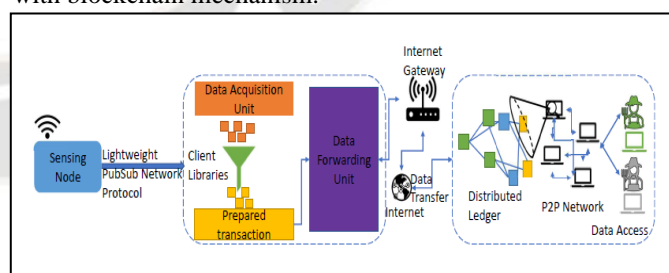 with blockchain mechanism.
Internet
Gateway
Data Acquisition
Unit
Sensing
Node
Lightweight
PubSub Network
Protocol
Client
Libraries
Prepared
transaction
Data
Forwarding
Unit
Data
Transfer
Internet
Distributed
Ledger
P2P Network
Data Access